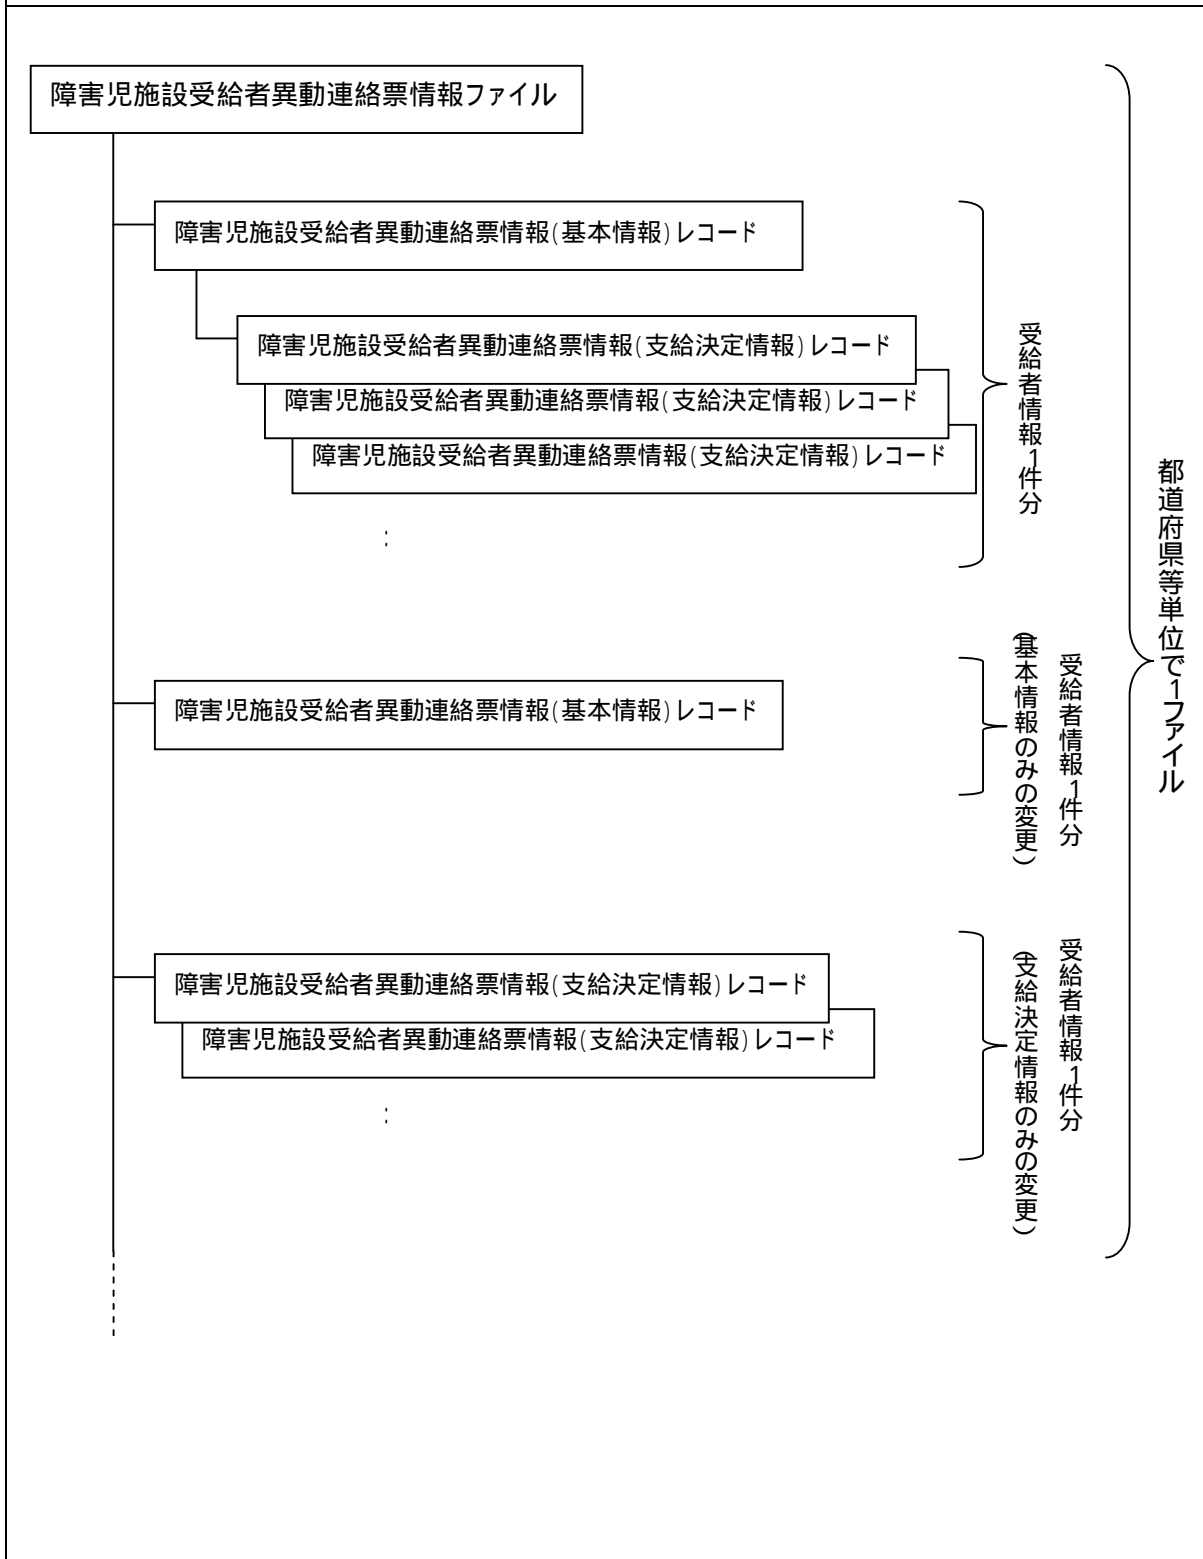 障害児施設受給者異動連絡票情報ファイル
障害児施設受給者異動連絡票情報(基本情報)レコード
障害児施設受給者異動連絡票情報(支給決定情報)レコード
障害児施設受給者異動連絡票情報(支給決定情報)レコード
障害児施設受給者異動連絡票情報(支給決定情報)レコード
:
受給者情報1件分
障害児施設受給者異動連絡票情報(基本情報)レコード
受給者情報1件分
(基本情報のみの変更)
障害児施設受給者異動連絡票情報(支給決定情報)レコード
障害児施設受給者異動連絡票情報(支給決定情報)レコード
:
受給者情報1件分
(支給決定情報のみの変更)
都道府県等単位で1ファイル